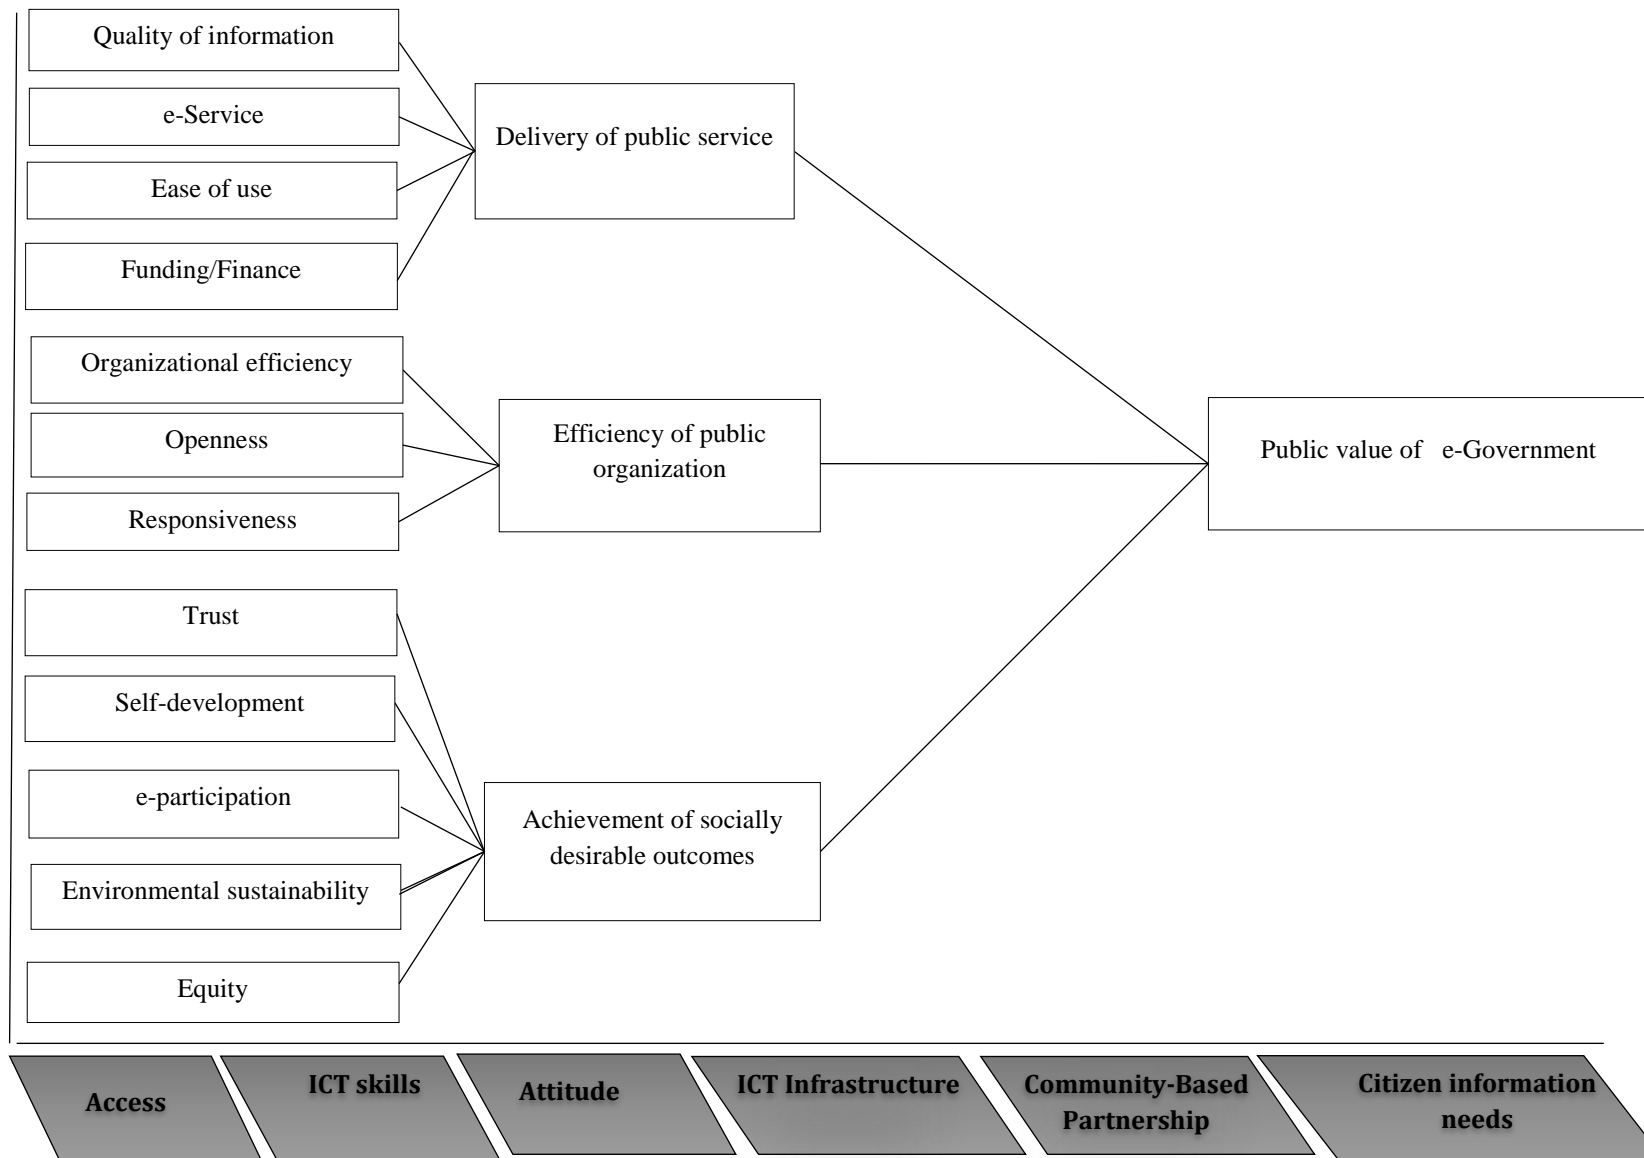 Quality of information
e-Service
Ease of use
Funding/Finance
Delivery of public service
Organizational efficiency
Openness
Responsiveness
Efficiency of public
organization
Public value of e-Government
Trust
Self-development
e-participation
Environmental sustainability
Equity
Achievement of socially
desirable outcomes
Access
ICT skills
Attitude
ICT Infrastructure
Community-Based
Partnership
Citizen information
needs